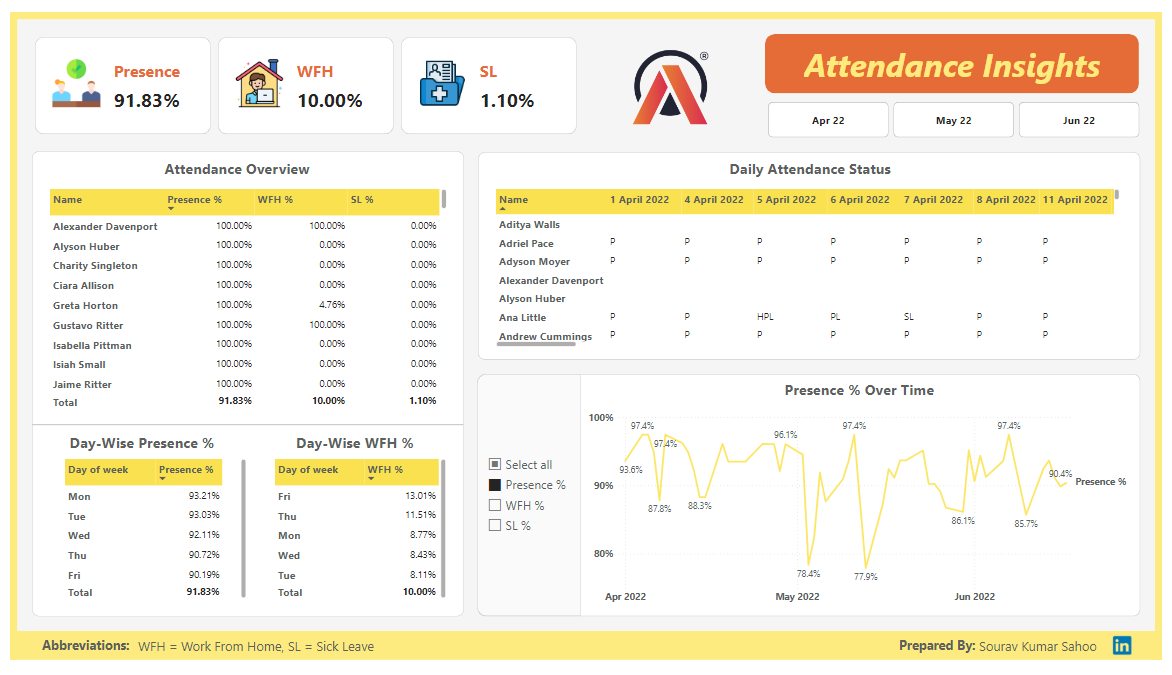 Presence
91.83%
WFH
10.00%
SL
1.10%
®
Attendance Insights
Apr 22 May 22 Jun 22
Attendance Overview
Name Presence % WFH % SL %
Alexander Davenport 100.00% 100.00% 0.00%
Alyson Huber 100.00% 0.00% 0.00%
Charity Singleton 100.00% 0.00% 0.00%
Ciara Allison 100.00% 0.00% 0.00%
Greta Horton 100.00% 4.76% 0.00%
Gustavo Ritter 100.00% 100.00% 0.00%
Isabella Pittman 100.00% 0.00% 0.00%
Isiah Small 100.00% 0.00% 0.00%
Jaime Ritter 100.00% 0.00% 0.00%
Total 91.83% 10.00% 1.10%
Daily Attendance Status
Name 1 April 2022 4 April 2022 5 April 2022 6 April 2022 7 April 2022 8 April 2022 11 April 2022
Aditya Walls
Adriel Pace P P P P P P P
Adyson Moyer P P P P P P P
Alexander Davenport
Alyson Huber
Ana Little P P HPL PL SL P P
Andrew Cummings P P P P P P P
Day-Wise Presence %
Day of week Presence %
Mon 93.21%
Tue 93.03%
Wed 92.11%
Thu 90.72%
Fri 90.19%
Total 91.83%
Day-Wise WFH %
Day of week WFH %
Fri 13.01%
Thu 11.51%
Mon 8.77%
Wed 8.43%
Tue 8.11%
Total 10.00%
Select all
Presence %
WFH %
SL %
Presence % Over Time
100%
90%
80%
93.6%
97.4%
97.4%
87.8%
88.3%
96.1%
78.4%
97.4%
77.9%
86.1%
97.4%
85.7%
90.4%
Presence %
Apr 2022 May 2022 Jun 2022
Abbreviations: WFH = Work From Home, SL = Sick Leave
Prepared By: Sourav Kumar Sahoo
in